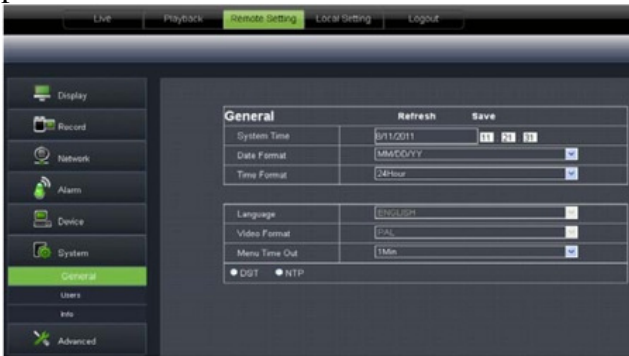 Live Playback Remote Setting Local Setting Logout
Display
Record
Network
Alarm
Device
System
General
Users
Info
Advanced
General Refresh Save
System Time 6/11/2011 11 : 21 : 31
Date Format MM/DD/YY
Time Format 24Hour
Language ENGLISH
Video Format PAL
Menu Time Out 1Min
DST NTP